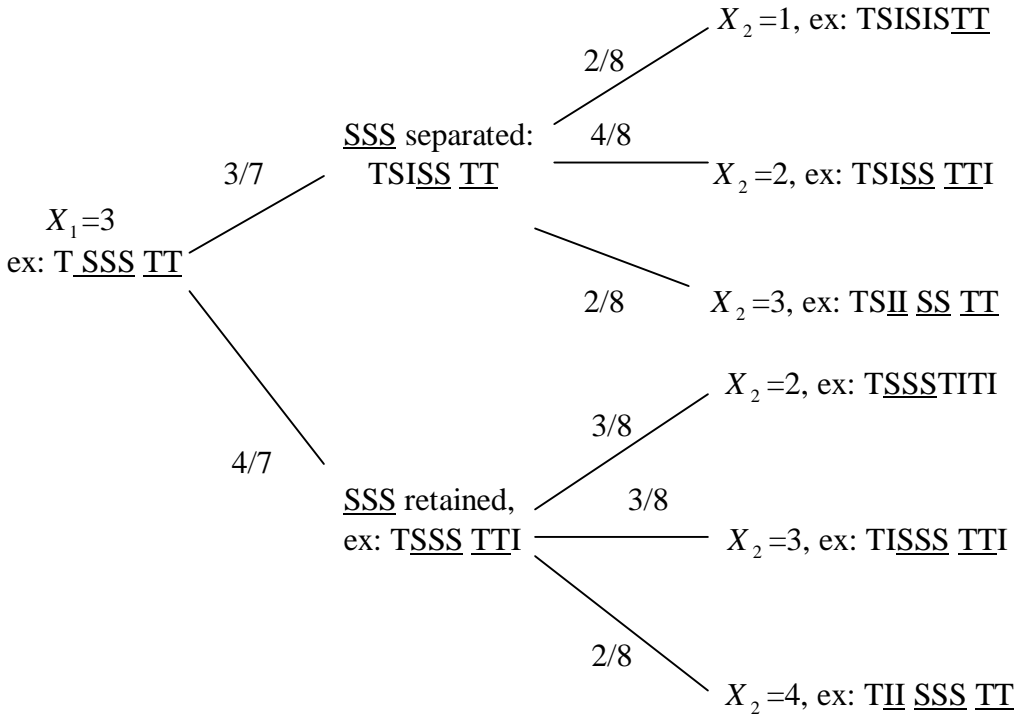 X₂=1, ex: TSISISTT
2/8
SSS separated:
TSISS TT
4/8
3/7
X₂=2, ex: TSISS TTI
X₁=3
ex: T SSS TT
2/8
X₂=3, ex: TSII SS TT
X₂=2, ex: TSSSTITI
3/8
4/7
SSS retained,
ex: TSSS TTI
3/8
X₂=3, ex: TISSS TTI
2/8
X₂=4, ex: TII SSS TT